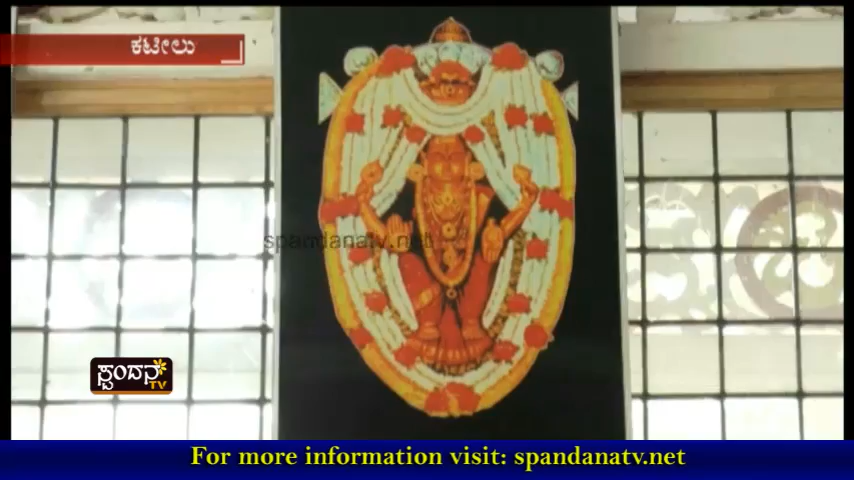 ಕಟೀಲು
spandanatv.net
ಸ್ಪಂದನ
TV
For more information visit: spandanatv.net